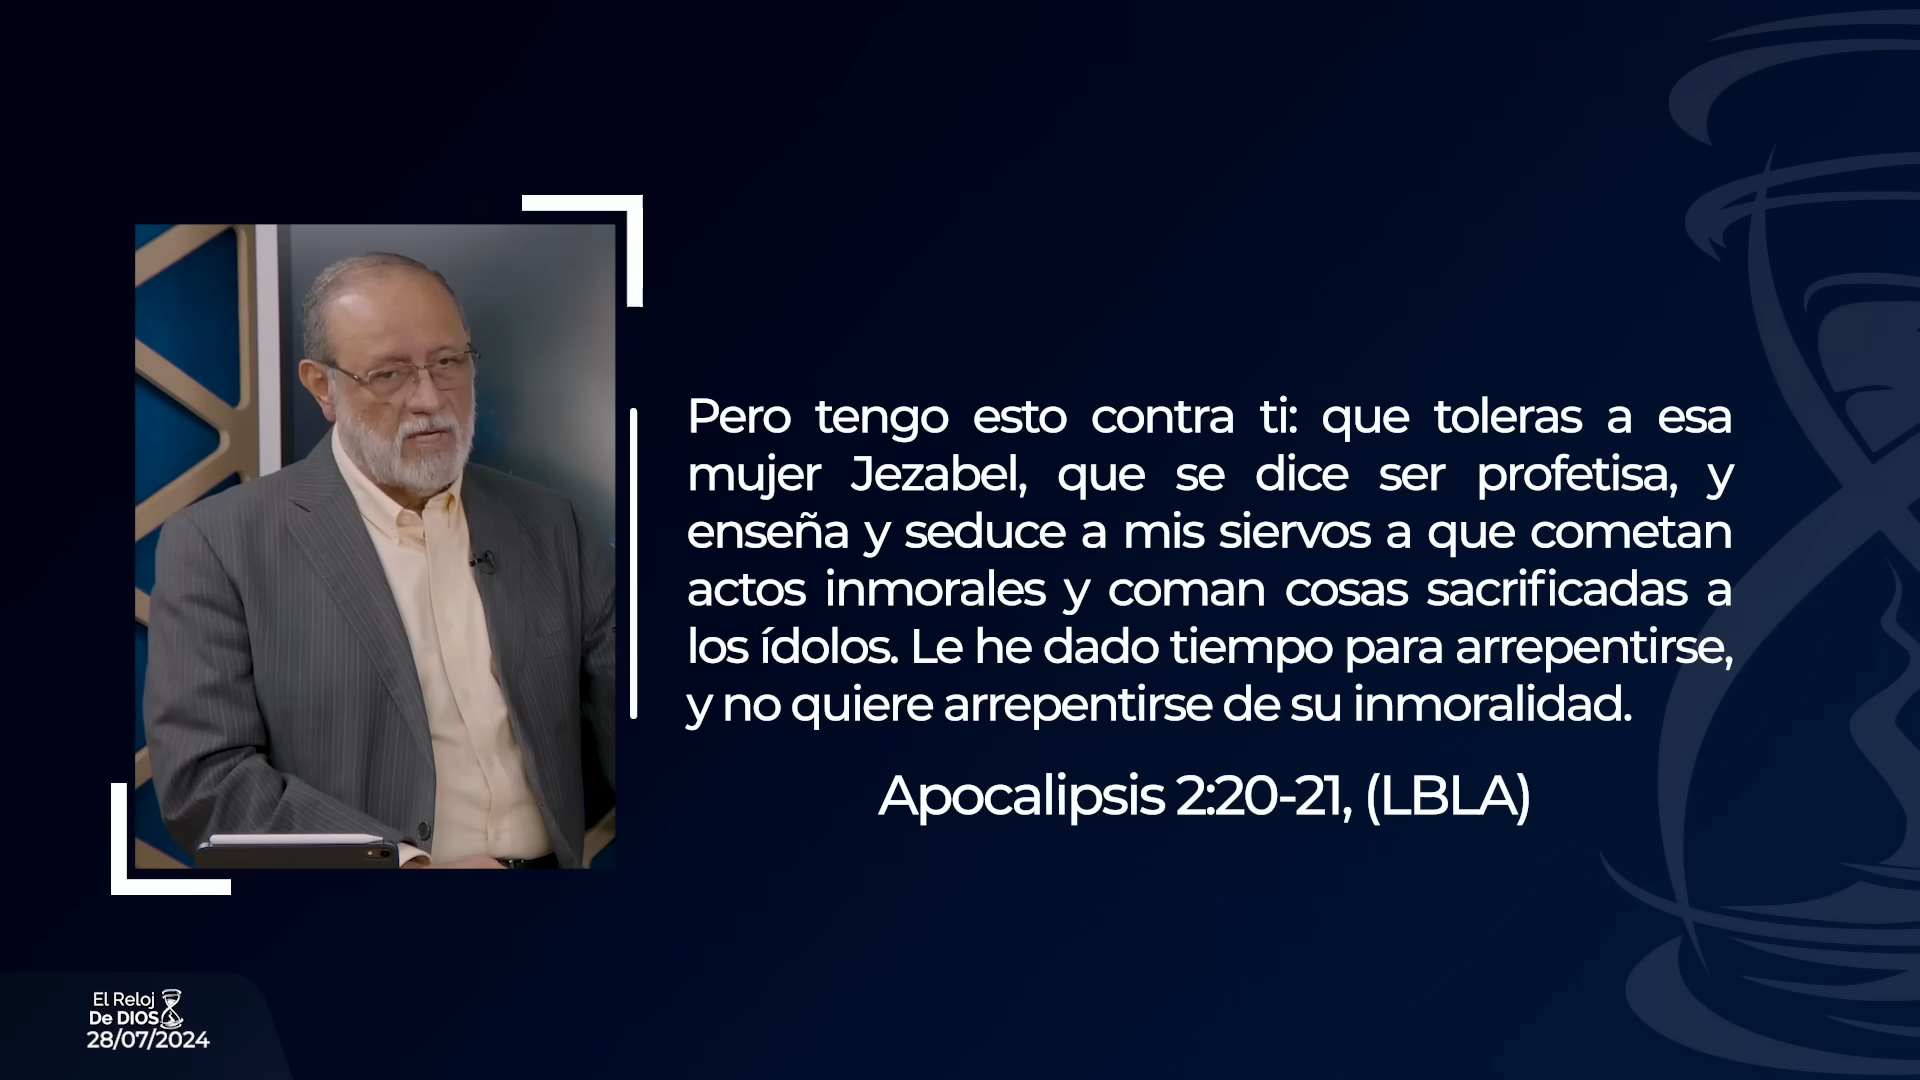 Pero tengo esto contra ti: que toleras a esa
mujer Jezabel, que se dice ser profetisa, y
enseña y seduce a mis siervos a que cometan
actos inmorales y coman cosas sacrificadas a
los ídolos. Le he dado tiempo para arrepentirse,
y no quiere arrepentirse de su inmoralidad.
Apocalipsis 2:20-21, (LBLA)
El Reloj
De DIOS
28/07/2024